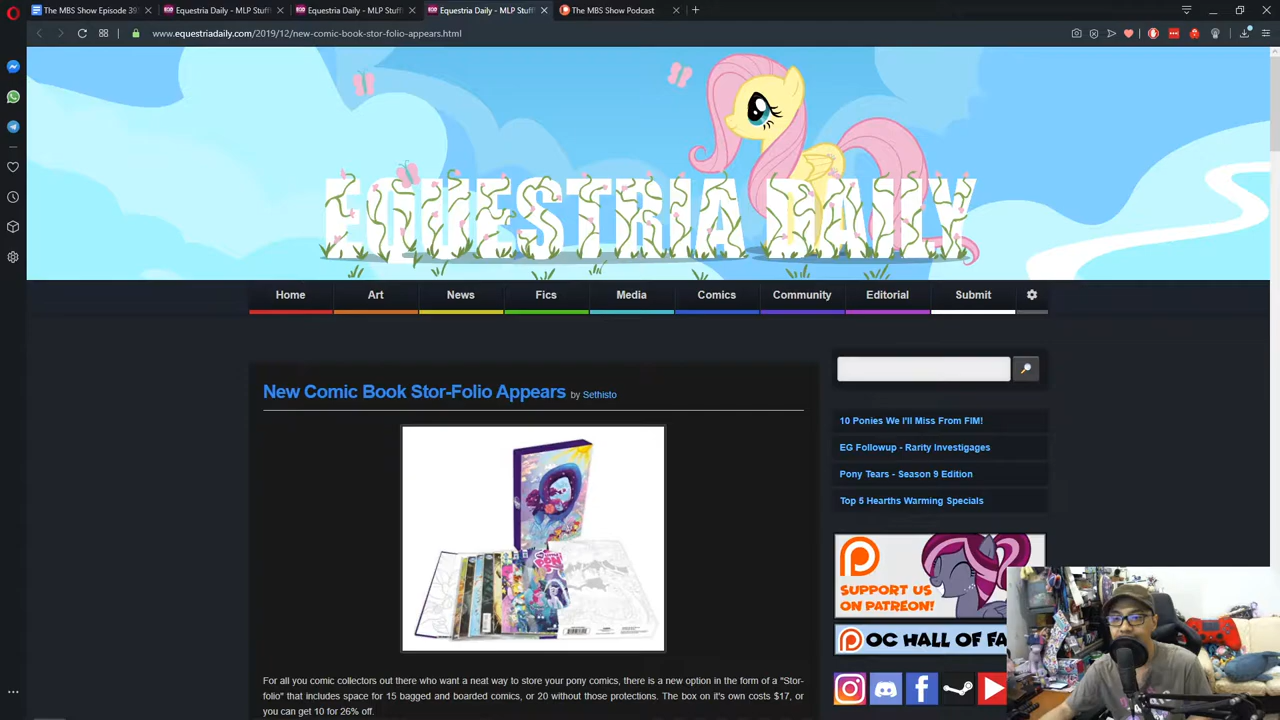 The MBS Show Episode 39
Equestria Daily - MLP Stuff
Equestria Daily - MLP Stuff
Equestria Daily - MLP Stuff
The MBS Show Podcast
www.equestriadaily.com/2019/12/new-comic-book-stor-folio-appears.html
EQUESTRIA DAILY
Home Art News Fics Media Comics Community Editorial Submit
New Comic Book Stor-Folio Appears by Sethisto
For all you comic collectors out there who want a neat way to store your pony comics, there is a new option in the form of a "Stor-
folio" that includes space for 15 bagged and boarded comics, or 20 without those protections. The box on it's own costs $17, or
you can get 10 for 26% off.
10 Ponies We I'll Miss From FIM!
EG Followup - Rarity Investigages
Pony Tears - Season 9 Edition
Top 5 Hearths Warming Specials
SUPPORT US
ON PATREON!
OC HALL OF FA